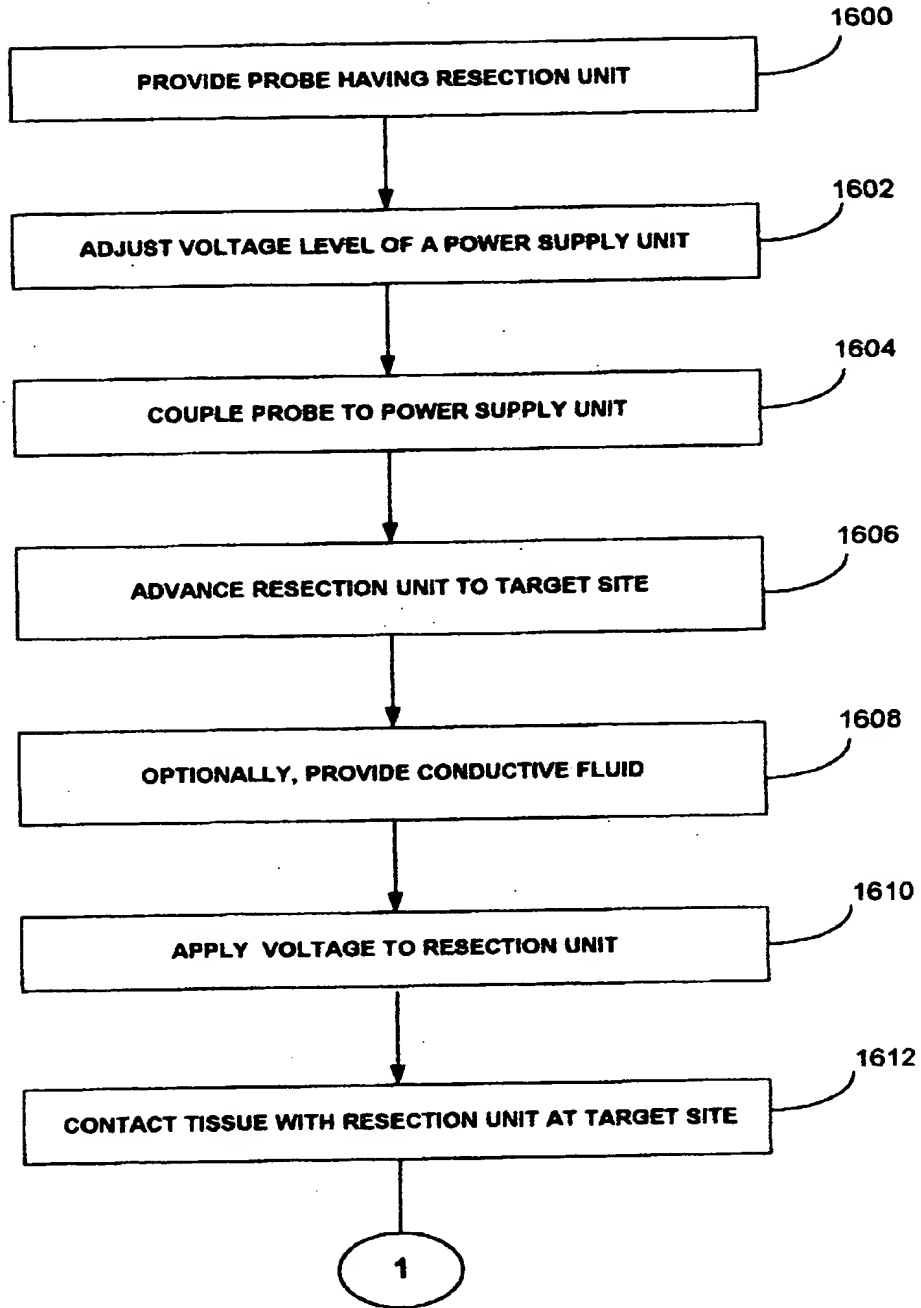 1600
PROVIDE PROBE HAVING RESECTION UNIT
1602
ADJUST VOLTAGE LEVEL OF A POWER SUPPLY UNIT
1604
COUPLE PROBE TO POWER SUPPLY UNIT
1606
ADVANCE RESECTION UNIT TO TARGET SITE
1608
OPTIONALLY, PROVIDE CONDUCTIVE FLUID
1610
APPLY VOLTAGE TO RESECTION UNIT
1612
CONTACT TISSUE WITH RESECTION UNIT AT TARGET SITE
1